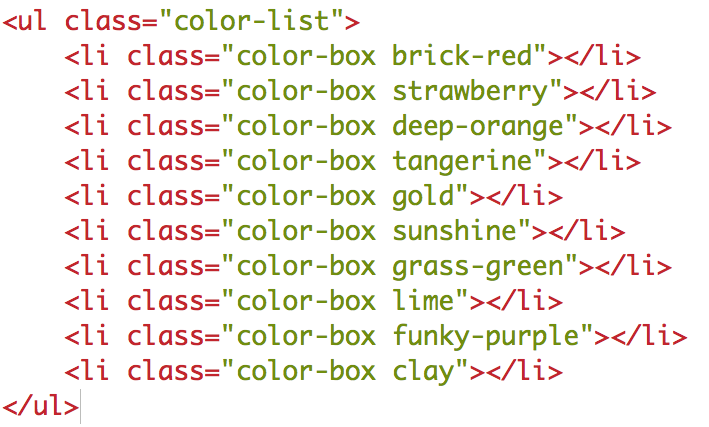 <ul class="color-list">
    <li class="color-box brick-red"></li>
    <li class="color-box strawberry"></li>
    <li class="color-box deep-orange"></li>
    <li class="color-box tangerine"></li>
    <li class="color-box gold"></li>
    <li class="color-box sunshine"></li>
    <li class="color-box grass-green"></li>
    <li class="color-box lime"></li>
    <li class="color-box funky-purple"></li>
    <li class="color-box clay"></li>
</ul>